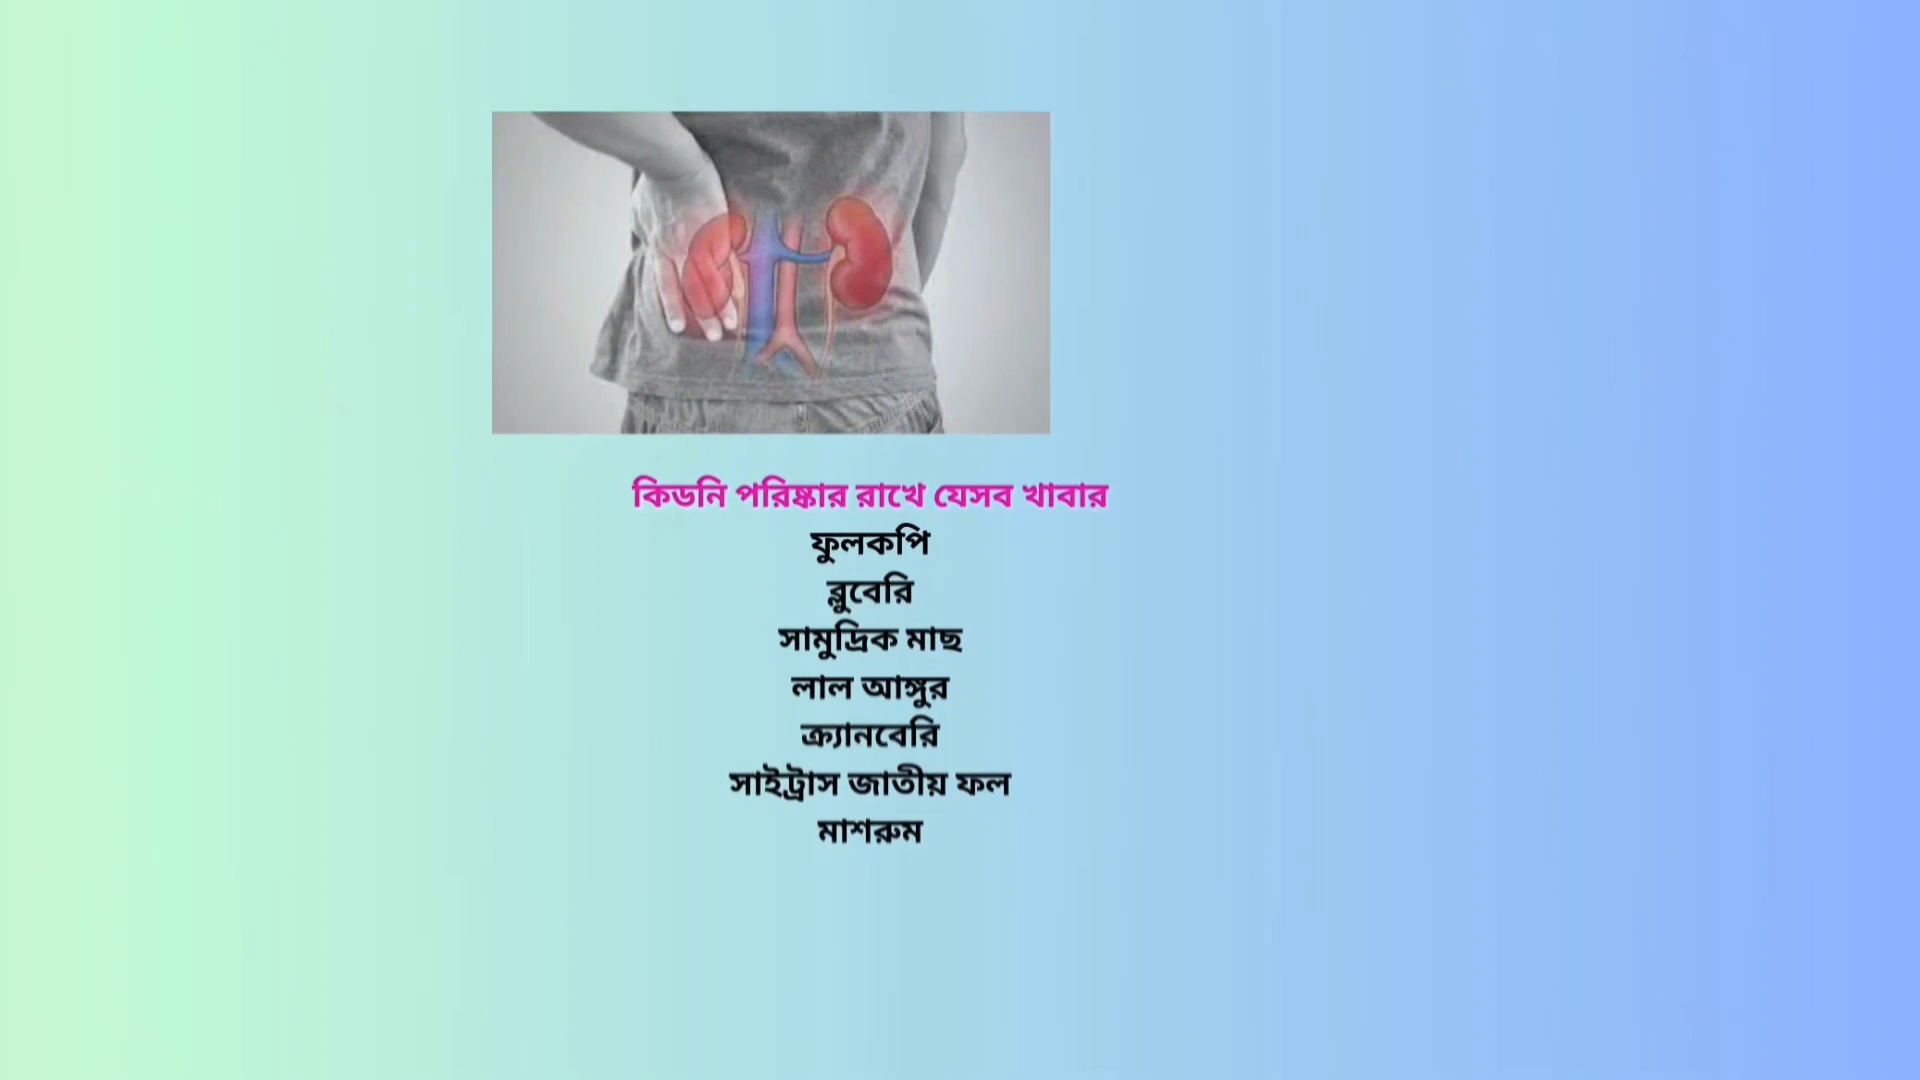 কিডনি পরিষ্কার রাখে যেসব খাবার
ফুলকপি
ব্লুবেরি
সামুদ্রিক মাছ
লাল আঙ্গুর
ক্র্যানবেরি
সাইট্রাস জাতীয় ফল
মাশরুম